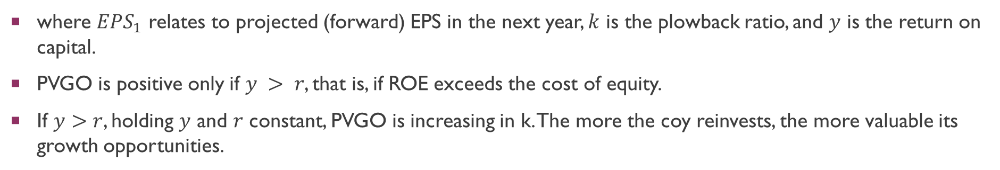 ▪ where 𝐸𝑃𝑆₁ relates to projected (forward) EPS in the next year, 𝑘 is the plowback ratio, and 𝑦 is the return on
capital.
▪ PVGO is positive only if 𝑦 > 𝑟, that is, if ROE exceeds the cost of equity.
▪ If 𝑦 > 𝑟, holding 𝑦 and 𝑟 constant, PVGO is increasing in k. The more the coy reinvests, the more valuable its
growth opportunities.